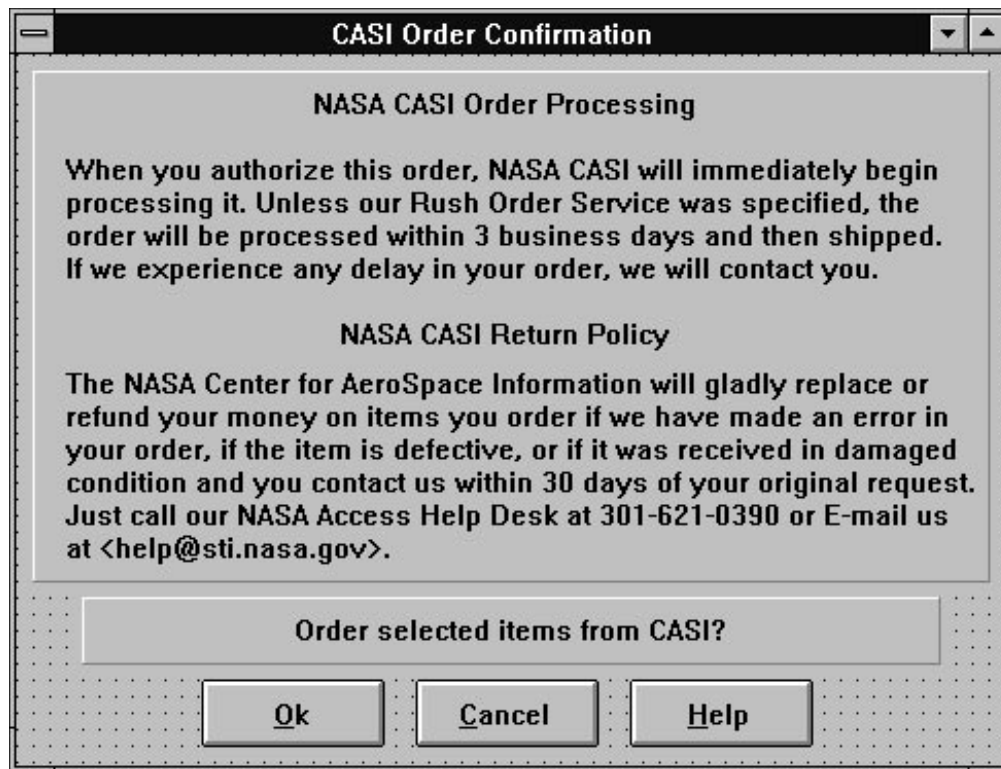 CASI Order Confirmation
NASA CASI Order Processing
When you authorize this order, NASA CASI will immediately begin
processing it. Unless our Rush Order Service was specified, the
order will be processed within 3 business days and then shipped.
If we experience any delay in your order, we will contact you.
NASA CASI Return Policy
The NASA Center for AeroSpace Information will gladly replace or
refund your money on items you order if we have made an error in
your order, if the item is defective, or if it was received in damaged
condition and you contact us within 30 days of your original request.
Just call our NASA Access Help Desk at 301-621-0390 or E-mail us
at <help@sti.nasa.gov>.
Order selected items from CASI?
Ok Cancel Help